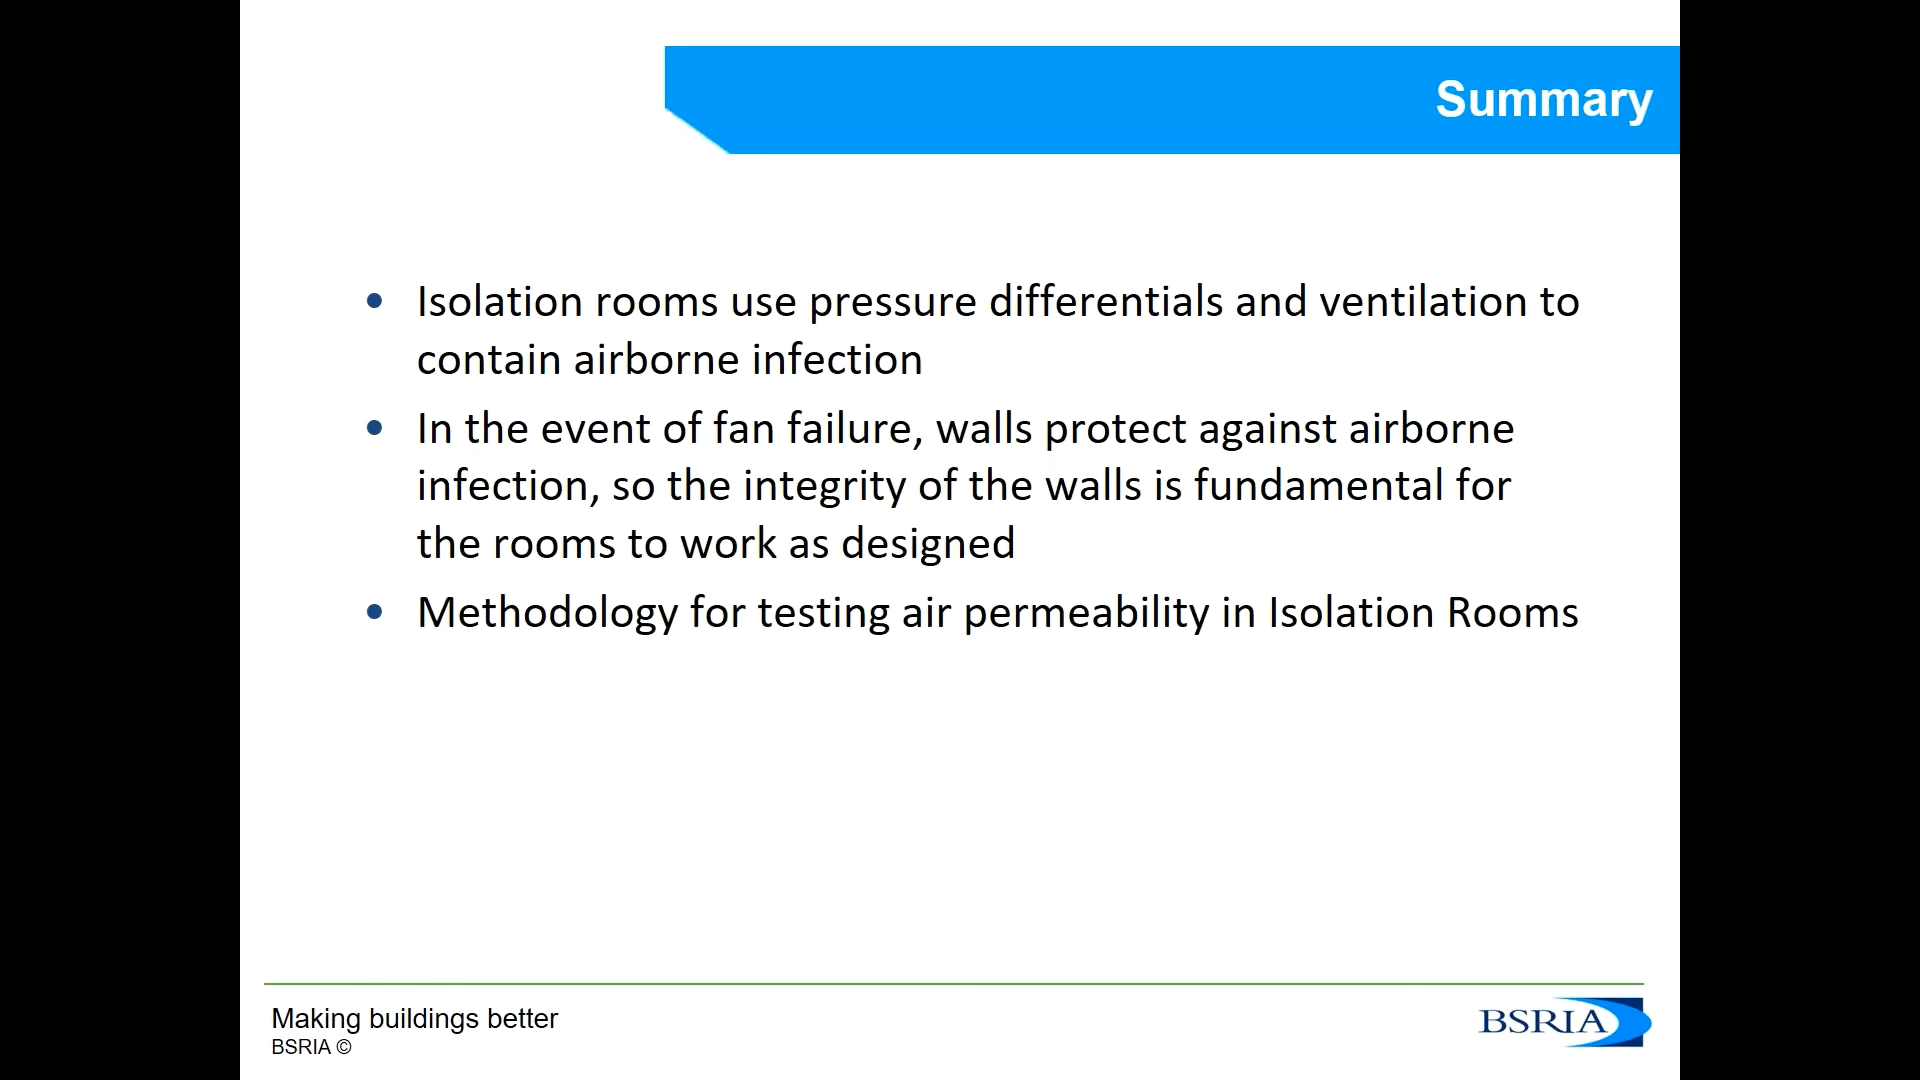 Summary
• Isolation rooms use pressure differentials and ventilation to
contain airborne infection
• In the event of fan failure, walls protect against airborne
infection, so the integrity of the walls is fundamental for
the rooms to work as designed
• Methodology for testing air permeability in Isolation Rooms
Making buildings better
BSRIA ©
BSRIA